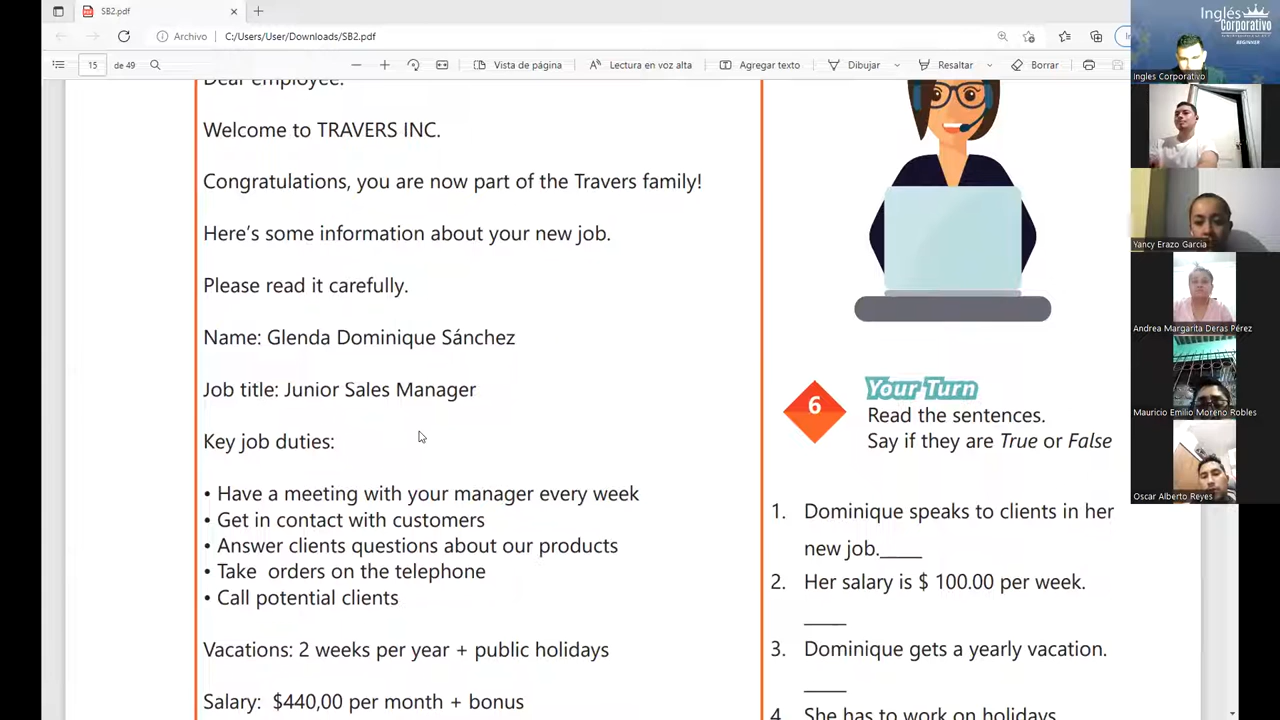 SB2.pdf
Archivo
C:/Users/User/Downloads/SB2.pdf
15
de 49
Vista de página
Lectura en voz alta
Agregar texto
Dibujar
Resaltar
Borrar
Dear employee.
Welcome to TRAVERS INC.
Congratulations, you are now part of the Travers family!
Here's some information about your new job.
Please read it carefully.
Name: Glenda Dominique Sánchez
Job title: Junior Sales Manager
Key job duties:
• Have a meeting with your manager every week
• Get in contact with customers
• Answer clients questions about our products
• Take orders on the telephone
• Call potential clients
Vacations: 2 weeks per year + public holidays
Salary: $440,00 per month + bonus
6
Your Turn
Read the sentences.
Say if they are True or False
1. Dominique speaks to clients in her
new job.____
2. Her salary is $ 100.00 per week.
____
3. Dominique gets a yearly vacation.
____
4. She has to work on holidays
Inglés
Corporativo
BEGINNER
Ingles Corporativo
Yancy Erazo Garcia
Andrea Margarita Deras Pérez
Mauricio Emilio Moreno Robles
Oscar Alberto Reyes